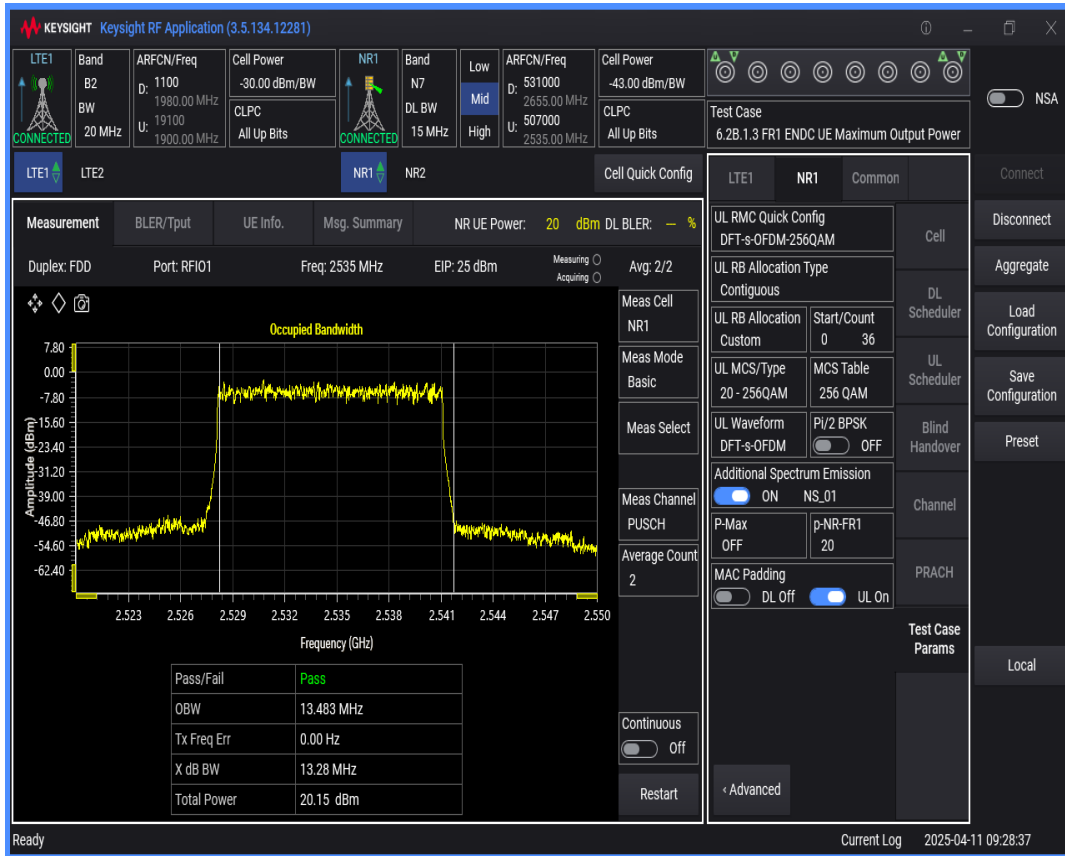 KEYSIGHT Keysight RF Application (3.5.134.12281)
LTE1 Band ARFCN/Freq Cell Power
B2 D: 1100 -30.00 dBm/BW
1980.00 MHz
BW U: 19100 CLPC
20 MHz 1900.00 MHz All Up Bits
CONNECTED
NR1 Band Low ARFCN/Freq Cell Power
N7 D: 531000 -43.00 dBm/BW
Mid 2655.00 MHz
DL BW U: 507000 CLPC
15 MHz High 2535.00 MHz All Up Bits
CONNECTED
Test Case
6.2B.1.3 FR1 ENDC UE Maximum Output Power
NSA
LTE1 LTE2 NR1 NR2 Cell Quick Config
Measurement BLER/Tput UE Info. Msg. Summary NR UE Power: 20 dBm DL BLER: --- %
Duplex: FDD Port: RFIO1 Freq: 2535 MHz EIP: 25 dBm Measuring Avg: 2/2
Acquiring
Occupied Bandwidth
Amplitude (dBm)
7.80
0.00
-7.80
-15.60
-23.40
-31.20
-39.00
-46.80
-54.60
-62.40
2.523 2.526 2.529 2.532 2.535 2.538 2.541 2.544 2.547 2.550
Frequency (GHz)
Pass/Fail Pass
OBW 13.483 MHz
Tx Freq Err 0.00 Hz
X dB BW 13.28 MHz
Total Power 20.15 dBm
Meas Cell
NR1
Meas Mode
Basic
Meas Select
Meas Channel
PUSCH
Average Count
2
Continuous
Off
Restart
LTE1 NR1 Common
UL RMC Quick Config
DFT-s-OFDM-256QAM
UL RB Allocation Type
Contiguous
UL RB Allocation Start/Count
Custom 0 36
UL MCS/Type MCS Table
20 - 256QAM 256 QAM
UL Waveform Pi/2 BPSK
DFT-s-OFDM OFF
Additional Spectrum Emission
ON NS_01
P-Max p-NR-FR1
OFF 20
MAC Padding
DL Off UL On
< Advanced
Cell
DL
Scheduler
UL
Scheduler
Blind
Handover
Channel
PRACH
Test Case
Params
Connect
Disconnect
Aggregate
Load
Configuration
Save
Configuration
Preset
Local
Ready Current Log 2025-04-11 09:28:37